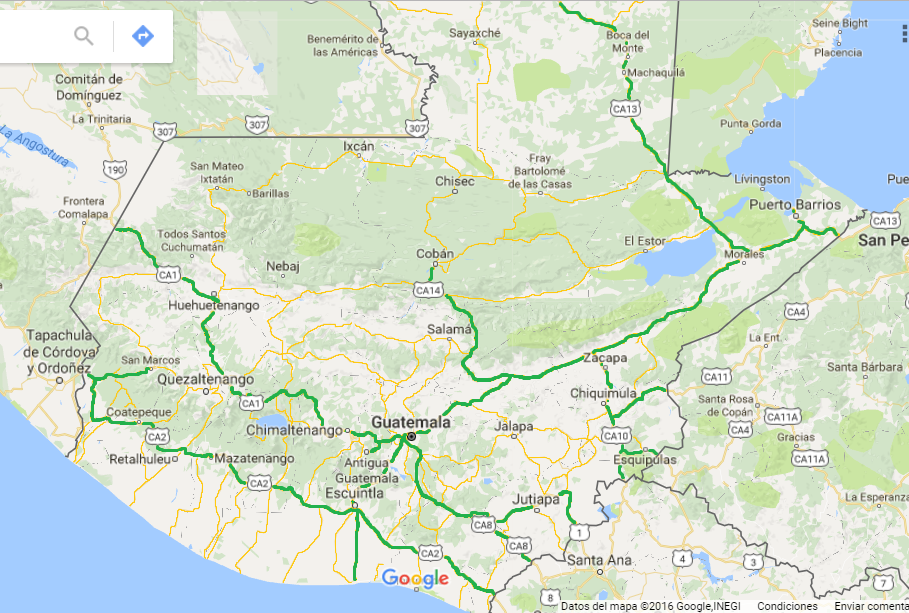 Benemérito de
las Américas
Sayaxché
Boca del
Monte
Seine Bight
Placencia
Comitán de
Domínguez
Machaquilá
La Trinitaria
CA13
307
307
307
Punta Gorda
La Angostura
Ixcán
190
San Mateo
Ixtatán
Barillas
Chisec
Fray
Bartolomé
de las Casas
Livingston
Pue
Frontera
Comalapa
Puerto Barrios
CA13
Todos Santos
Cuchumatán
El Estor
San Pe
Cobán
Morales
Nebaj
CA1
CA14
Huehuetenango
CA4
Salamá
Tapachula
de Córdova
y Ordoñez
La Ent.
San Marcos
Zacapa
Santa Bárbara
Quezaltenango
CA11
Chiquimula
CA1
Santa Rosa
de Copán
Coatepeque
CA11A
Guatemala
Chimaltenango
Jalapa
CA4
CA2
CA10
Gracias
Retalhuleu
Mazatenango
Antigua
Guatemala
Esquipulas
CA11A
CA2
Escuintla
Jutiapa
La Esperanza
CA8
1
CA8
CA2
Santa Ana
4
3
Google
7
8
Datos del mapa ©2016 Google,INEGI
Condiciones
Enviar comenta